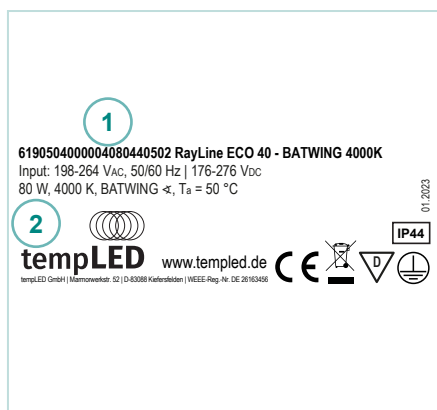 1
6190504000004080440502 RayLine ECO 40 - BATWING 4000K
Input: 198-264 VAC, 50/60 Hz | 176-276 VDC
80 W, 4000 K, BATWING ∢, Ta = 50 °C
01.2023
2
IP44
tempLED
www.templed.de
CE
D
tempLED GmbH | Marmorwerkstr. 52 | D-83088 Kiefersfelden | WEEE-Reg.-Nr. DE 26163456